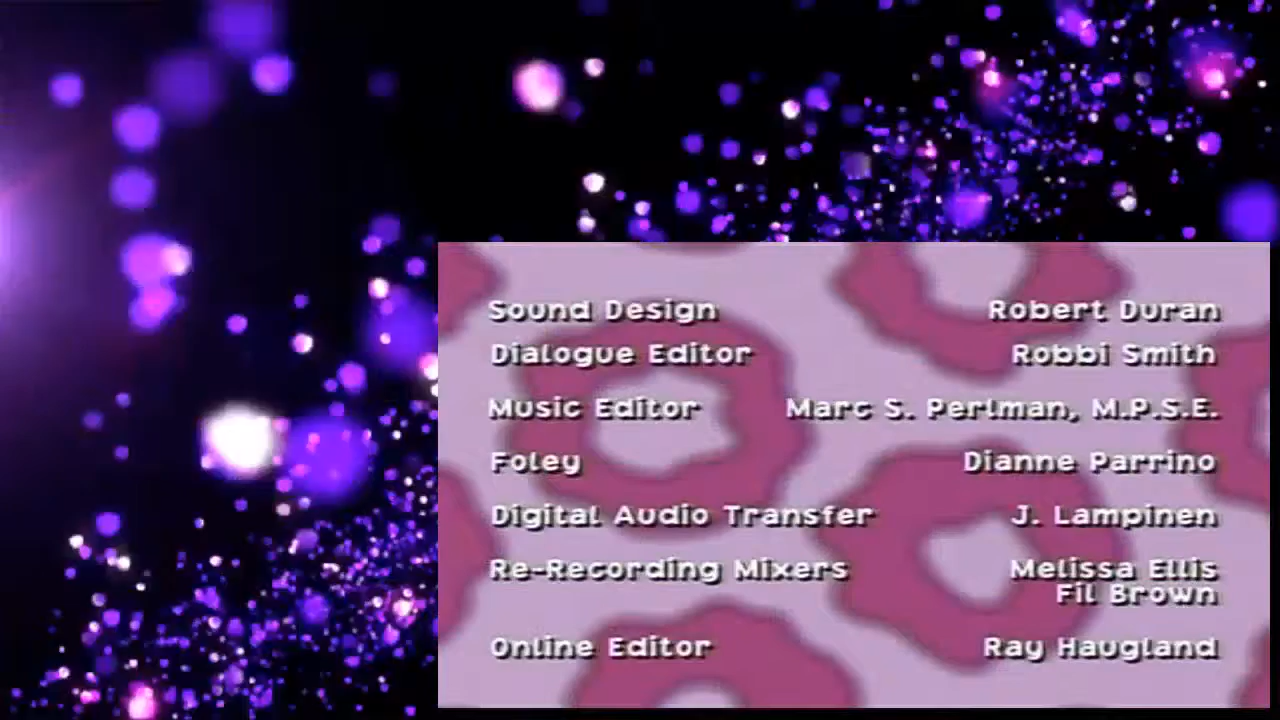 Sound Design Robert Duran
Dialogue Editor Robbi Smith
Music Editor Marc S. Perlman, M.P.S.E.
Foley Dianne Parrino
Digital Audio Transfer J. Lampinen
Re-Recording Mixers Melissa Ellis
Fil Brown
Online Editor Ray Haugland